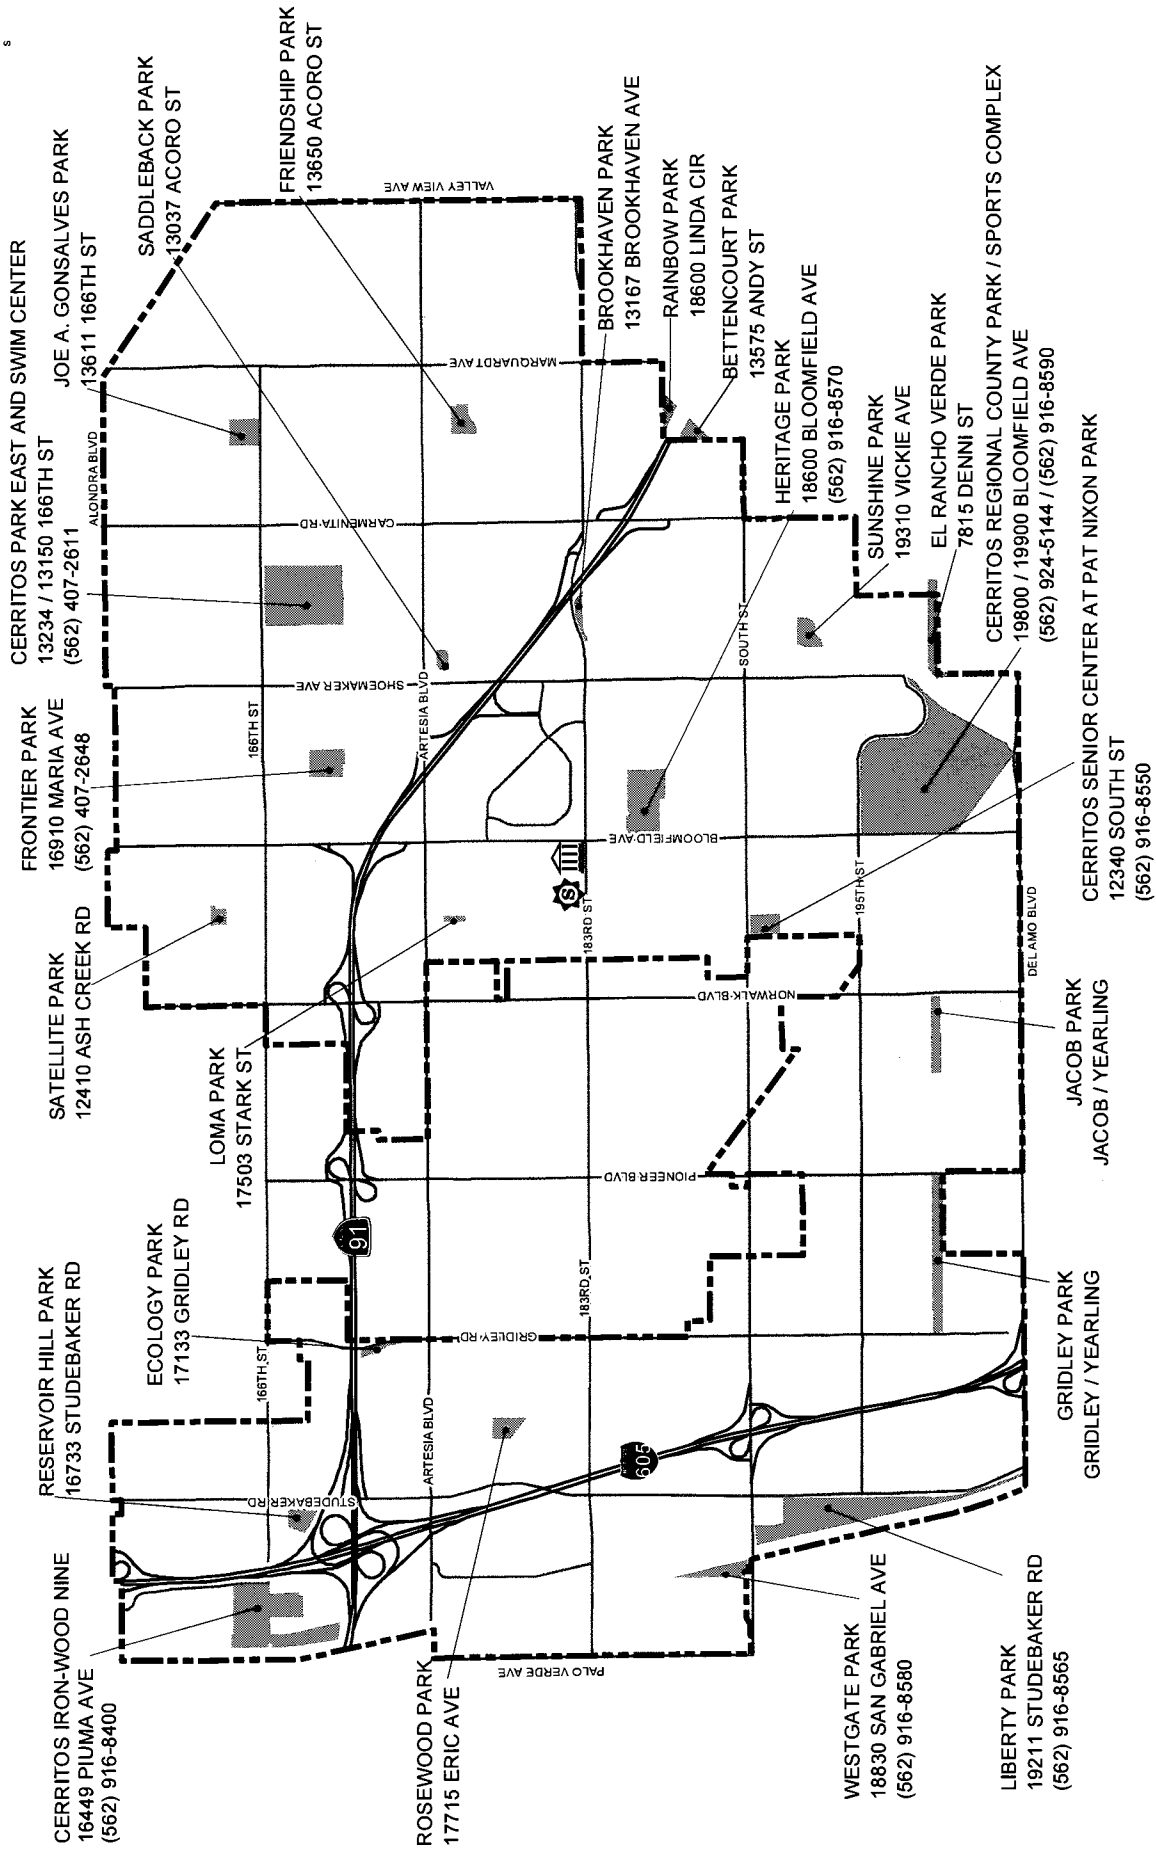 S
CERRITOS IRON-WOOD NINE
16449 PIUMA AVE
(562) 916-8400
RESERVOIR HILL PARK
16733 STUDEBAKER RD
ECOLOGY PARK
17133 GRIDLEY RD
SATELLITE PARK
12410 ASH CREEK RD
LOMA PARK
17503 STARK ST
FRONTIER PARK
16910 MARIA AVE
(562) 407-2648
CERRITOS PARK EAST AND SWIM CENTER
13234 / 13150 166TH ST
(562) 407-2611
JOE A. GONSALVES PARK
13611 166TH ST
SADDLEBACK PARK
13037 ACORO ST
FRIENDSHIP PARK
13650 ACORO ST
BROOKHAVEN PARK
13167 BROOKHAVEN AVE
RAINBOW PARK
18600 LINDA CIR
BETTENCOURT PARK
13575 ANDY ST
HERITAGE PARK
18600 BLOOMFIELD AVE
(562) 916-8570
SUNSHINE PARK
19310 VICKIE AVE
EL RANCHO VERDE PARK
7815 DENNI ST
CERRITOS REGIONAL COUNTY PARK / SPORTS COMPLEX
19800 / 19900 BLOOMFIELD AVE
(562) 924-5144 / (562) 916-8590
CERRITOS SENIOR CENTER AT PAT NIXON PARK
12340 SOUTH ST
(562) 916-8550
JACOB PARK
JACOB / YEARLING
GRIDLEY PARK
GRIDLEY / YEARLING
ROSEWOOD PARK
17715 ERIC AVE
WESTGATE PARK
18830 SAN GABRIEL AVE
(562) 916-8580
LIBERTY PARK
19211 STUDEBAKER RD
(562) 916-8565
ALONDRA BLVD
166TH ST
166TH ST
ARTESIA BLVD
ARTESIA BLVD
183RD ST
183RD ST
SOUTH ST
195TH ST
DEL AMO BLVD
PALO VERDE AVE
STUDEBAKER RD
GRIDLEY RD
PIONEER BLVD
NORWALK BLVD
BLOOMFIELD AVE
SHOEMAKER AVE
CARMENITA RD
MARQUARDT AVE
VALLEY VIEW AVE
91
605
S